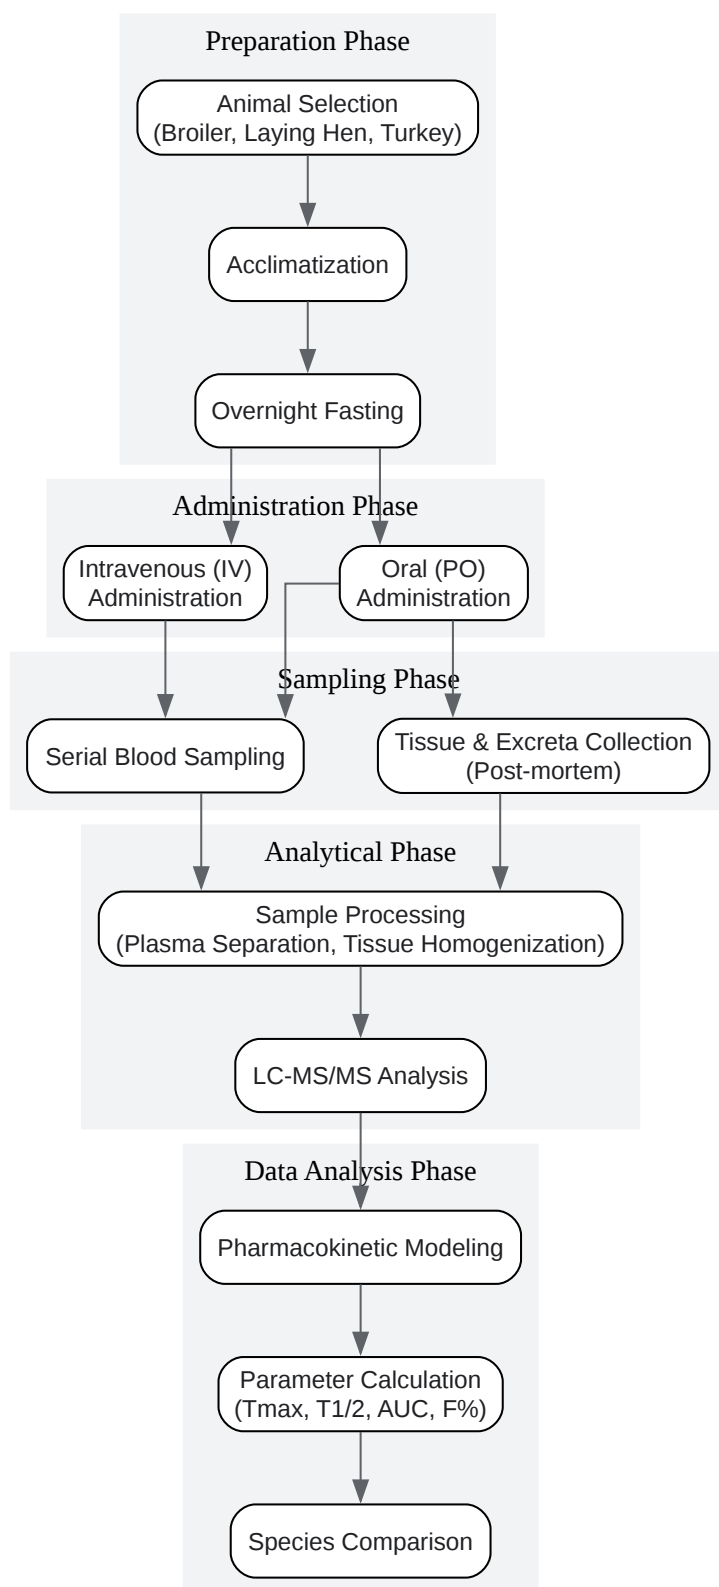 Preparation Phase
Animal Selection
(Broiler, Laying Hen, Turkey)
Acclimatization
Overnight Fasting
Administration Phase
Intravenous (IV)
Administration
Oral (PO)
Administration
Sampling Phase
Serial Blood Sampling
Tissue & Excreta Collection
(Post-mortem)
Analytical Phase
Sample Processing
(Plasma Separation, Tissue Homogenization)
LC-MS/MS Analysis
Data Analysis Phase
Pharmacokinetic Modeling
Parameter Calculation
(Tmax, T1/2, AUC, F%)
Species Comparison